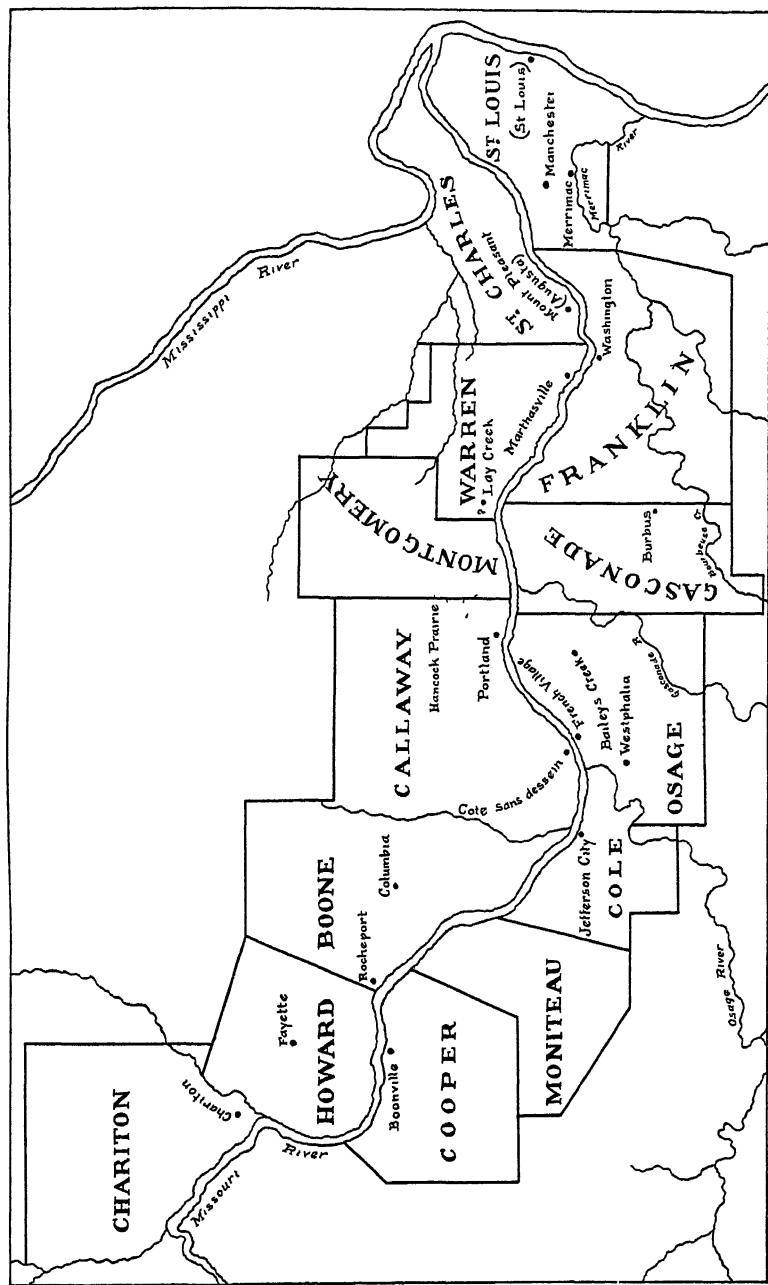 CHARITON
Chariton
Missouri
River
HOWARD
Fayette
COOPER
Boonville
BOONE
Rocheport
Columbia
MONITEAU
COLE
Jefferson City
Osage River
CALLAWAY
Hancock Prairie
Portland
Cote sans dessein
French Village
Baileys Creek
Westphalia
OSAGE
Gasconade R
MONTGOMERY
GASCONADE
Burbus
Bourbeuse Cr
WARREN
? Lay Creek
Marthasville
FRANKLIN
Washington
ST. CHARLES
Mount Pleasant
(Augusta)
Mississippi
River
ST LOUIS
(St Louis)
Manchester
Merrimac
Merrimac
River